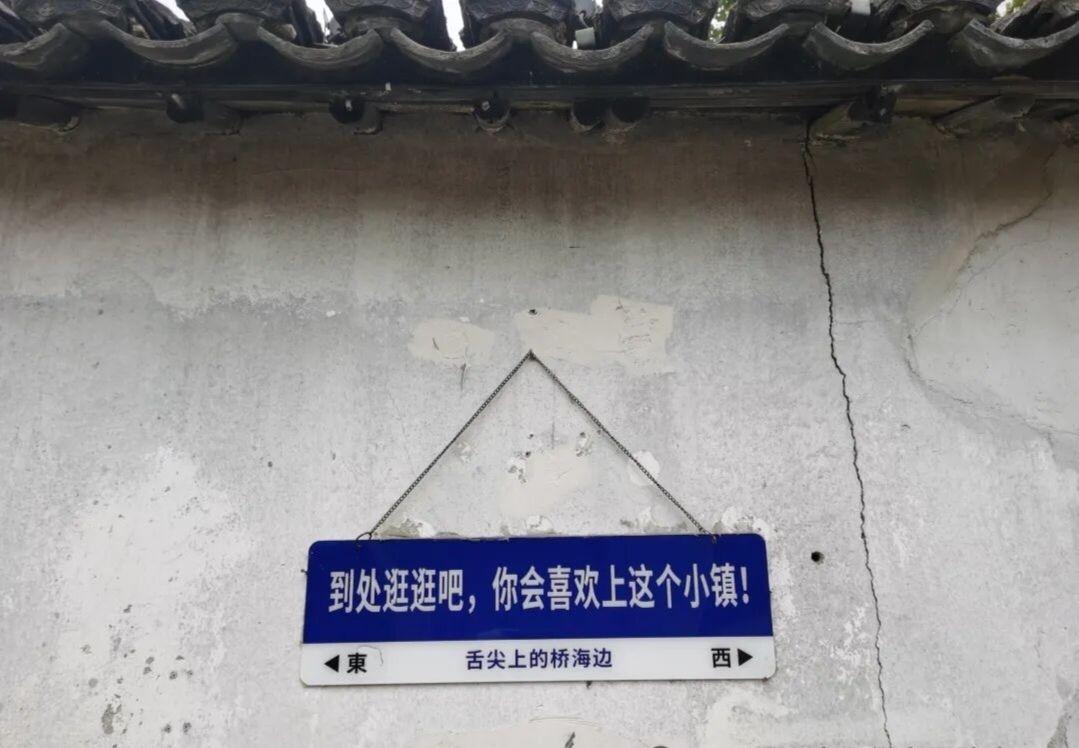 到处逛逛吧，你会喜欢上这个小镇！
◀東 舌尖上的桥海边 西▶